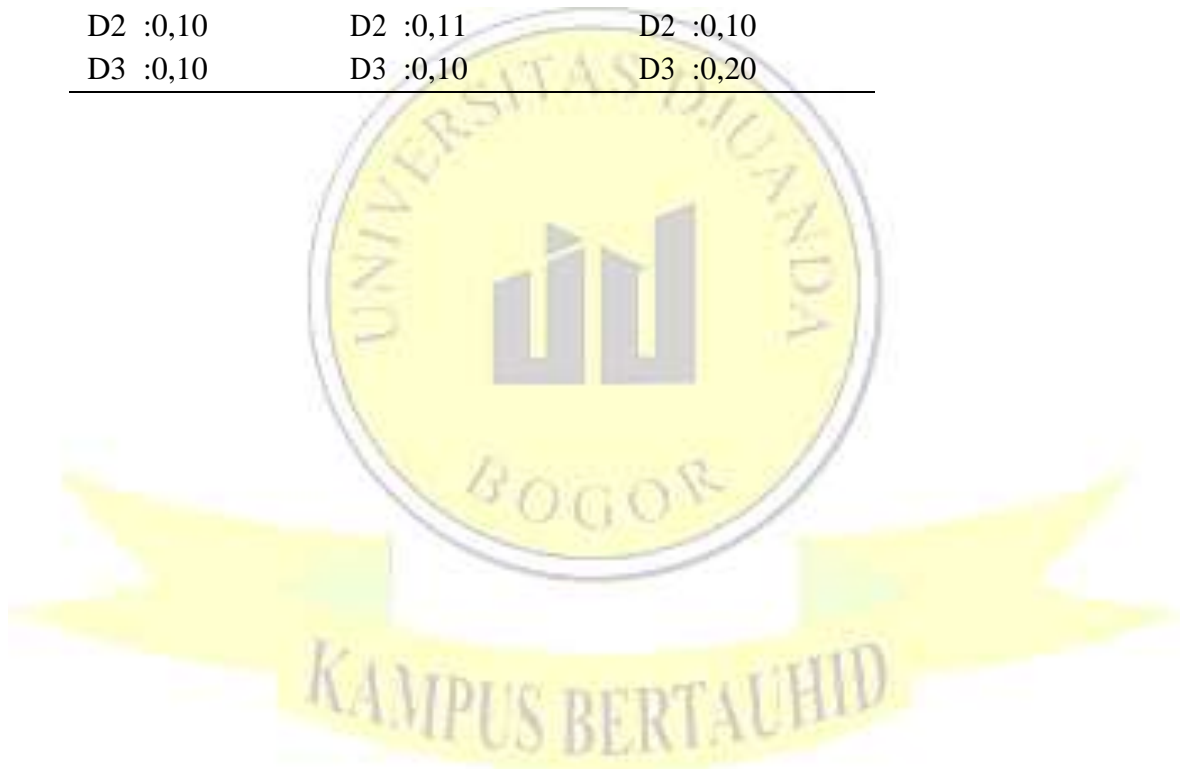 D2 :0,10 D2 :0,11 D2 :0,10
D3 :0,10 D3 :0,10 D3 :0,20
UNIVERSITAS DJUANDA
BOGOR
KAMPUS BERTAUHID